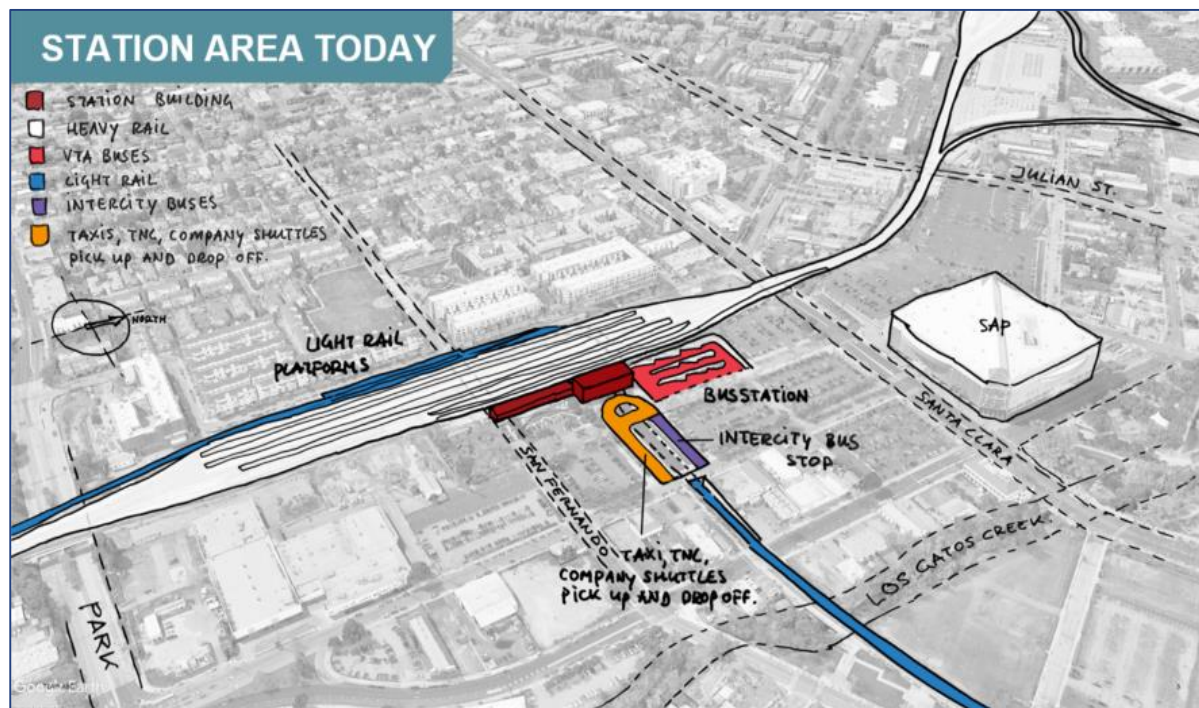 STATION AREA TODAY
STATION BUILDING
HEAVY RAIL
VTA BUSES
LIGHT RAIL
INTERCITY BUSES
TAXIS, TNC, COMPANY SHUTTLES
PICK UP AND DROP OFF.
NORTH
JULIAN ST.
SAP
LIGHT RAIL
PLATFORMS
BUSSTATION
SANTA CLARA
INTERCITY BUS
STOP
SAN FERNANDO
LOS GATOS CREEK
TAXI, TNC,
COMPANY SHUTTLES
PICK UP AND DROP OFF.
PARK
Google Earth